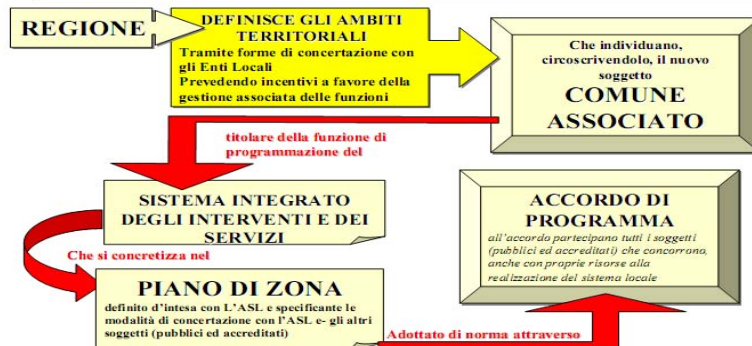 REGIONE
DEFINISCE GLI AMBITI
TERRITORIALI
Tramite forme di concertazione con
gli Enti Locali
Prevedendo incentivi a favore della
gestione associata delle funzioni
Che individuano,
circoscrivendolo, il nuovo
soggetto
COMUNE
ASSOCIATO
titolare della funzione di
programmazione del
SISTEMA INTEGRATO
DEGLI INTERVENTI E DEI
SERVIZI
Che si concretizza nel
PIANO DI ZONA
definito d'intesa con L'ASL e specificante le
modalità di concertazione con l'ASL e- gli altri
soggetti (pubblici ed accreditati)
Adottato di norma attraverso
ACCORDO DI
PROGRAMMA
all'accordo partecipano tutti i soggetti
(pubblici ed accreditati) che concorrono,
anche con proprie risorse alla
realizzazione del sistema locale